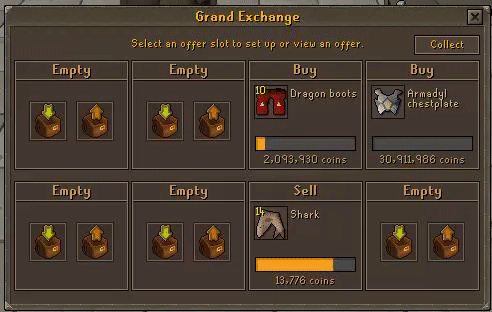 Grand Exchange
Select an offer slot to set up or view an offer.
Collect
Empty
Empty
Buy
Buy
10
Dragon boots
Armadyl
chestplate
2,093,930 coins
30,911,986 coins
Empty
Empty
Sell
Empty
14
Shark
13,776 coins